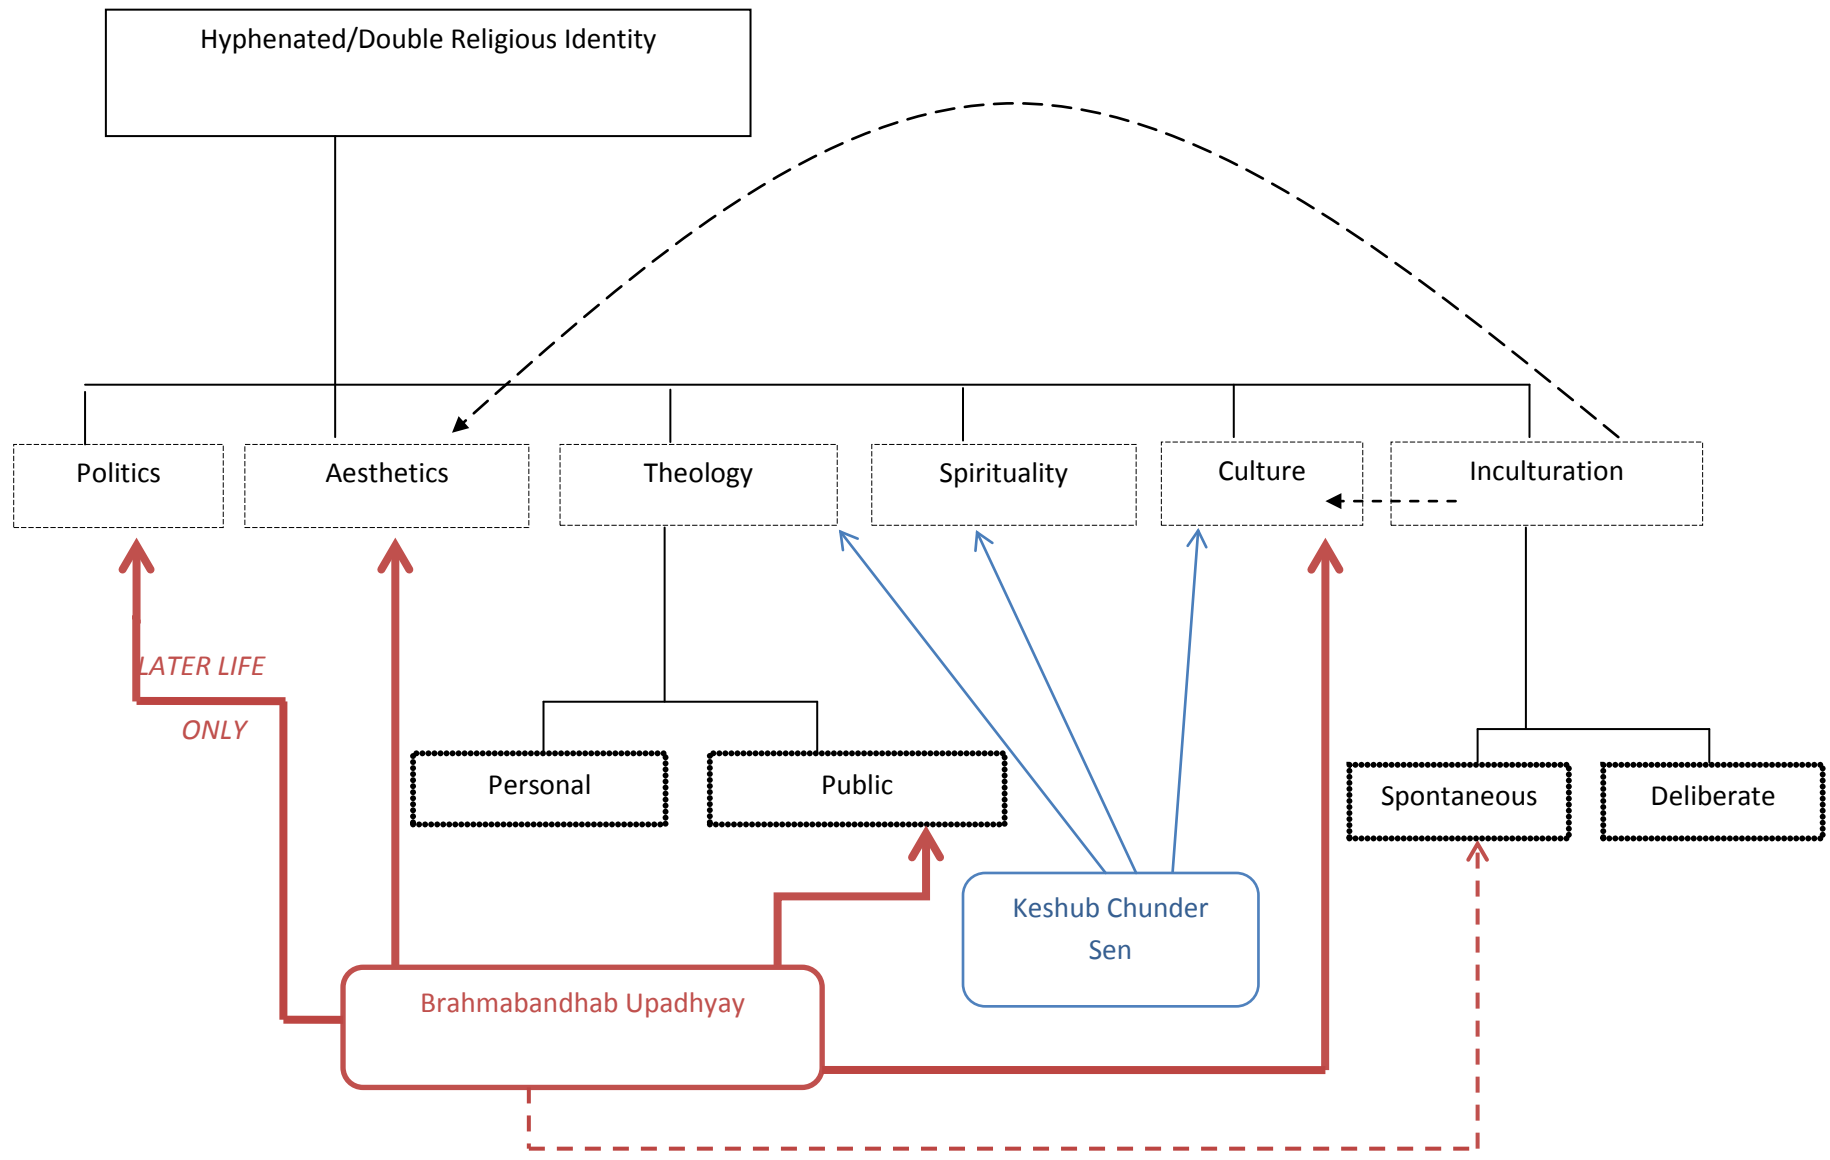 Hyphenated/Double Religious Identity
Politics
Aesthetics
Theology
Spirituality
Culture
Inculturation
LATER LIFE
ONLY
Personal
Public
Spontaneous
Deliberate
Keshub Chunder
Sen
Brahmabandhab Upadhyay